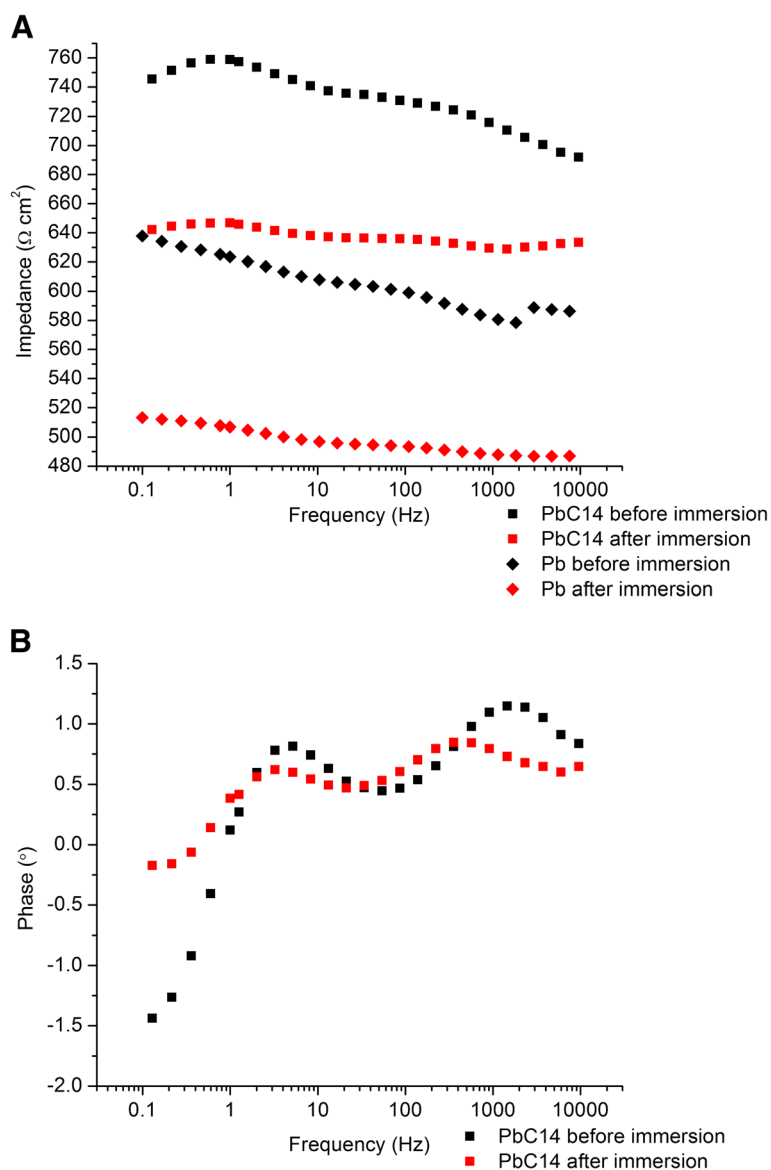 A
760
740
720
700
680
660
640
620
600
580
560
540
520
500
480
Impedance (Ω cm²)
0.1 1 10 100 1000 10000
Frequency (Hz)
PbC14 before immersion
PbC14 after immersion
Pb before immersion
Pb after immersion
B
1.5
1.0
0.5
0.0
-0.5
-1.0
-1.5
-2.0
Phase (°)
0.1 1 10 100 1000 10000
Frequency (Hz)
PbC14 before immersion
PbC14 after immersion